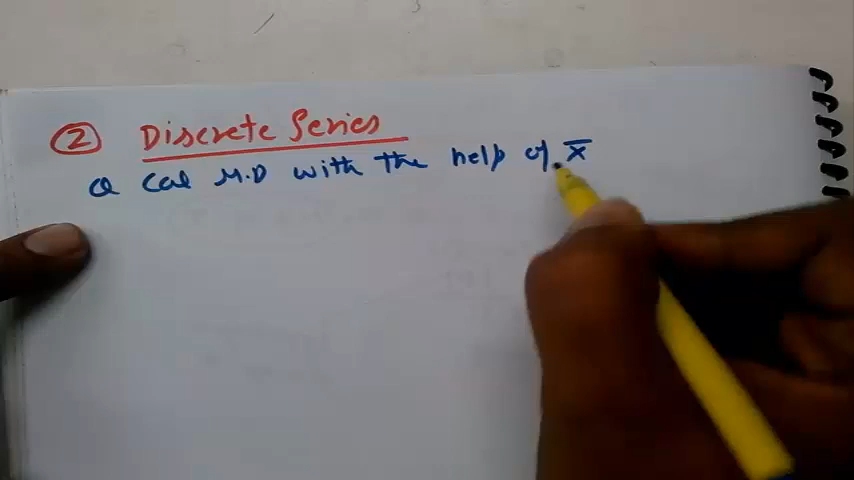 ② Discrete Series
Q Cal M.D with the help of x̄